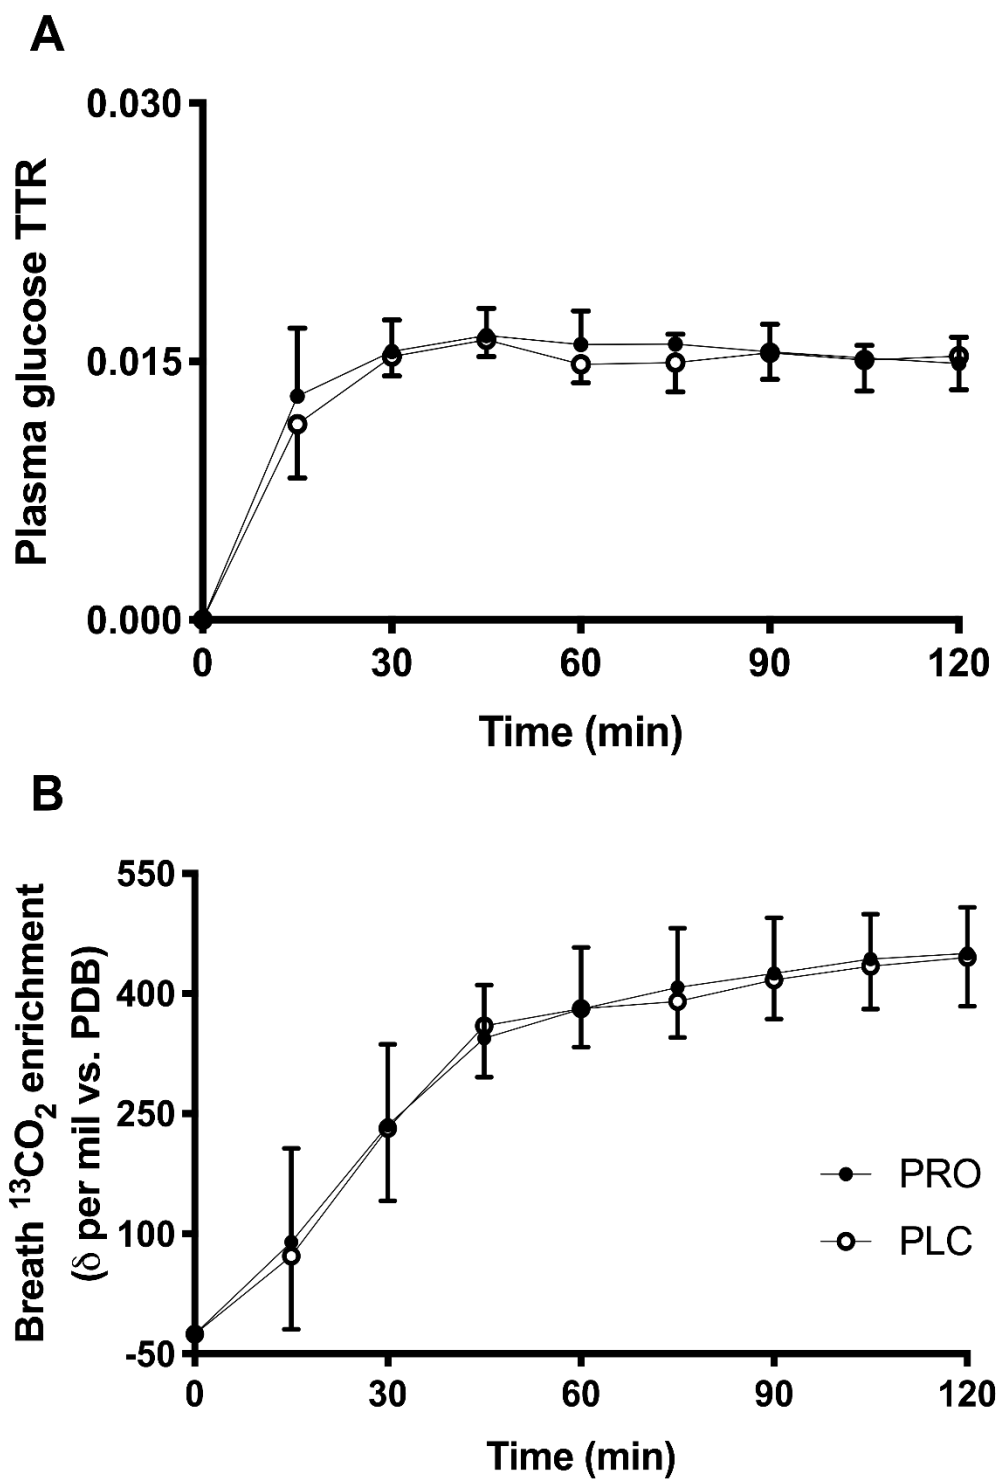 A
Plasma glucose TTR
0.030
0.015
0.000
0 30 60 90 120
Time (min)
B
Breath ¹³CO₂ enrichment
(δ per mil vs. PDB)
550
400
250
100
-50
PRO
PLC
0 30 60 90 120
Time (min)